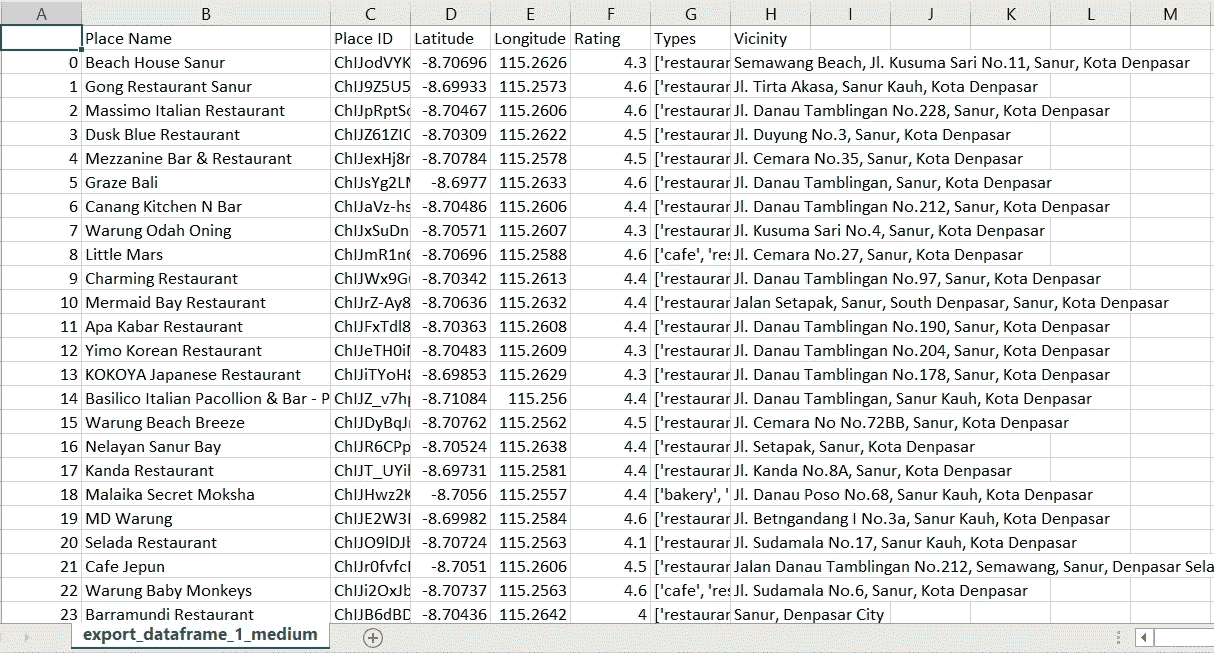 A B C D E F G H I J K L M
Place Name Place ID Latitude Longitude Rating Types Vicinity
0 Beach House Sanur ChIJodVYK -8.70696 115.2626 4.3 ['restaurar Semawang Beach, Jl. Kusuma Sari No.11, Sanur, Kota Denpasar
1 Gong Restaurant Sanur ChIJ9Z5U5 -8.69933 115.2573 4.6 ['restaurar Jl. Tirta Akasa, Sanur Kauh, Kota Denpasar
2 Massimo Italian Restaurant ChIJpRptSc -8.70467 115.2606 4.6 ['restaurar Jl. Danau Tamblingan No.228, Sanur, Kota Denpasar
3 Dusk Blue Restaurant ChIJZ61ZIC -8.70309 115.2622 4.5 ['restaurar Jl. Duyung No.3, Sanur, Kota Denpasar
4 Mezzanine Bar & Restaurant ChIJexHj8r -8.70784 115.2578 4.5 ['restaurar Jl. Cemara No.35, Sanur, Kota Denpasar
5 Graze Bali ChIJsYg2LM -8.6977 115.2633 4.6 ['restaurar Jl. Danau Tamblingan, Sanur, Kota Denpasar
6 Canang Kitchen N Bar ChIJaVz-hs -8.70486 115.2606 4.4 ['restaurar Jl. Danau Tamblingan No.212, Sanur, Kota Denpasar
7 Warung Odah Oning ChIJxSuDn -8.70571 115.2607 4.3 ['restaurar Jl. Kusuma Sari No.4, Sanur, Kota Denpasar
8 Little Mars ChIJmR1n6 -8.70696 115.2588 4.6 ['cafe', 'res Jl. Cemara No.27, Sanur, Kota Denpasar
9 Charming Restaurant ChIJWx9G -8.70342 115.2613 4.4 ['restaurar Jl. Danau Tamblingan No.97, Sanur, Kota Denpasar
10 Mermaid Bay Restaurant ChIJrZ-Ay8 -8.70636 115.2632 4.4 ['restaurar Jalan Setapak, Sanur, South Denpasar, Sanur, Kota Denpasar
11 Apa Kabar Restaurant ChIJFxTdl8 -8.70363 115.2608 4.4 ['restaurar Jl. Danau Tamblingan No.190, Sanur, Kota Denpasar
12 Yimo Korean Restaurant ChIJeTH0i -8.70483 115.2609 4.3 ['restaurar Jl. Danau Tamblingan No.204, Sanur, Kota Denpasar
13 KOKOYA Japanese Restaurant ChIJiTYoH -8.69853 115.2629 4.3 ['restaurar Jl. Danau Tamblingan No.178, Sanur, Kota Denpasar
14 Basilico Italian Pacollion & Bar - P ChIJZ_v7h -8.71084 115.256 4.4 ['restaurar Jl. Danau Tamblingan, Sanur Kauh, Kota Denpasar
15 Warung Beach Breeze ChIJDyBqJ -8.70762 115.2562 4.5 ['restaurar Jl. Cemara No No.72BB, Sanur, Kota Denpasar
16 Nelayan Sanur Bay ChIJR6CPp -8.70524 115.2638 4.4 ['restaurar Jl. Setapak, Sanur, Kota Denpasar
17 Kanda Restaurant ChIJT_UYi -8.69731 115.2581 4.4 ['restaurar Jl. Kanda No.8A, Sanur, Kota Denpasar
18 Malaika Secret Moksha ChIJHwz2K -8.7056 115.2557 4.4 ['bakery', ' Jl. Danau Poso No.68, Sanur Kauh, Kota Denpasar
19 MD Warung ChIJE2W3 -8.69982 115.2584 4.6 ['restaurar Jl. Betngandang I No.3a, Sanur Kauh, Kota Denpasar
20 Selada Restaurant ChIJO9lDJ -8.70724 115.2563 4.1 ['restaurar Jl. Sudamala No.17, Sanur Kauh, Kota Denpasar
21 Cafe Jepun ChIJr0fvfc -8.7051 115.2606 4.5 ['restaurar Jalan Danau Tamblingan No.212, Semawang, Sanur, Denpasar Sela
22 Warung Baby Monkeys ChIJi2OxJ -8.70737 115.2563 4.6 ['cafe', 'res Jl. Sudamala No.6, Sanur, Kota Denpasar
23 Barramundi Restaurant ChIJB6dBD -8.70436 115.2642 4 ['restaurar Sanur, Denpasar City
export_dataframe_1_medium